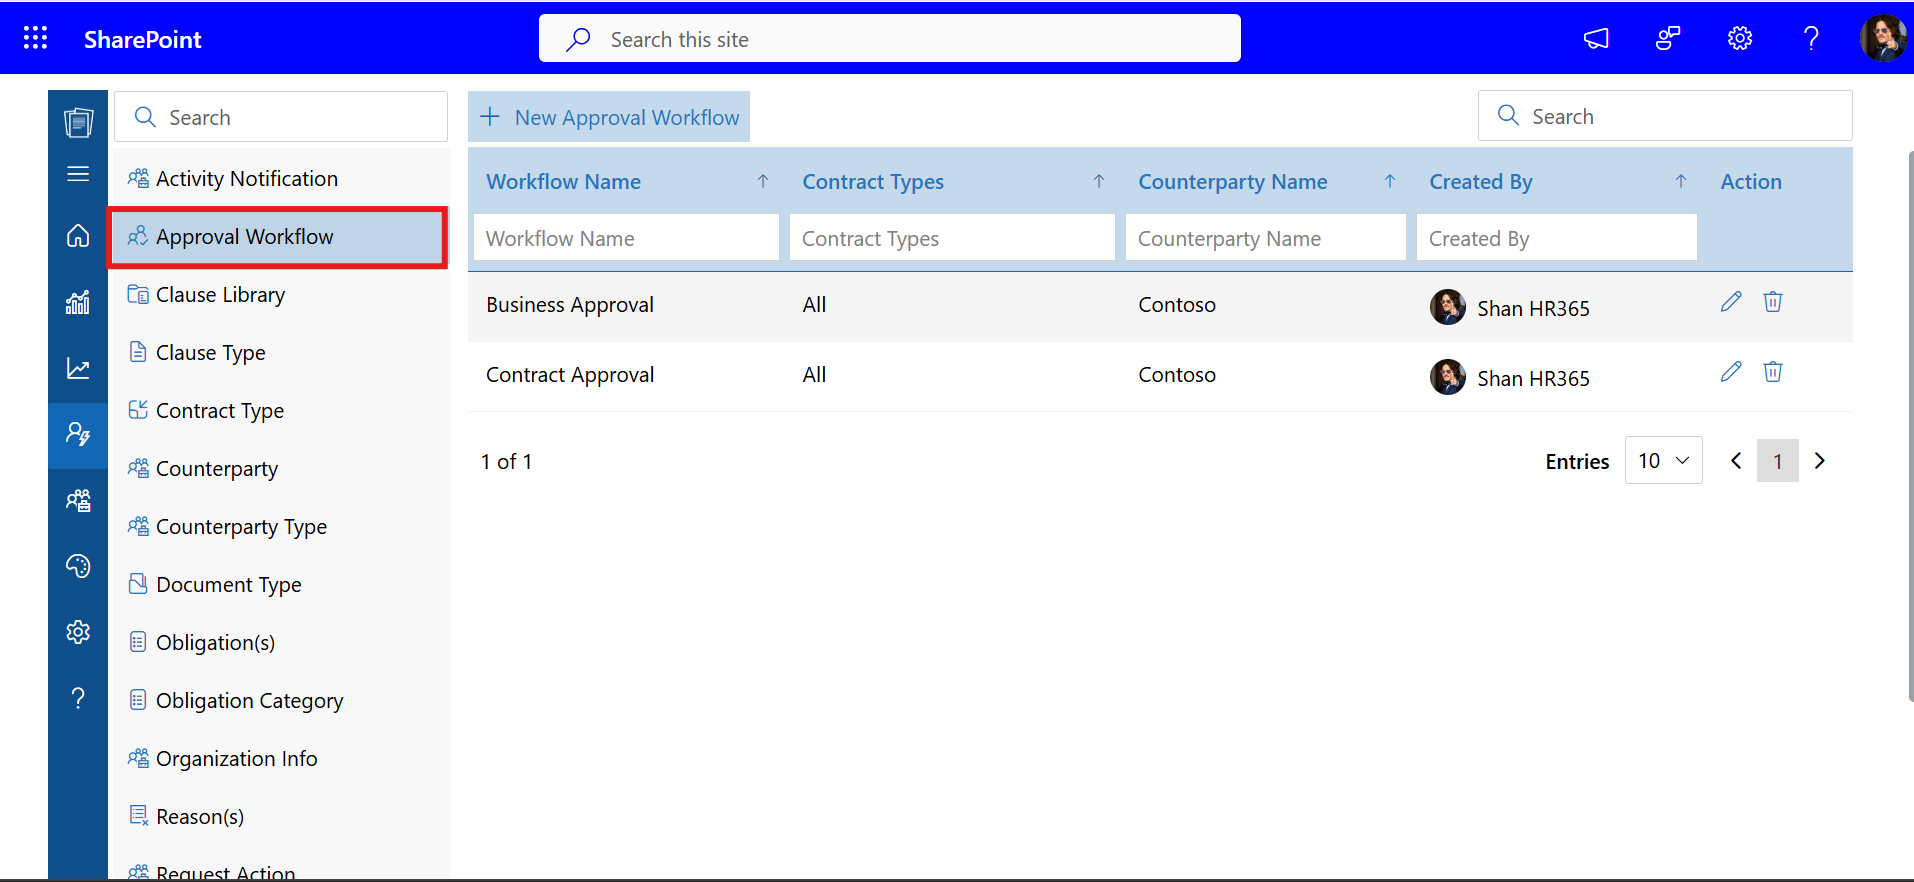 SharePoint
Search this site
Search
Activity Notification
Approval Workflow
Clause Library
Clause Type
Contract Type
Counterparty
Counterparty Type
Document Type
Obligation(s)
Obligation Category
Organization Info
Reason(s)
Request Action
New Approval Workflow
Search
Workflow Name Contract Types Counterparty Name Created By Action
Workflow Name Contract Types Counterparty Name Created By
Business Approval All Contoso Shan HR365
Contract Approval All Contoso Shan HR365
1 of 1 Entries 10 1